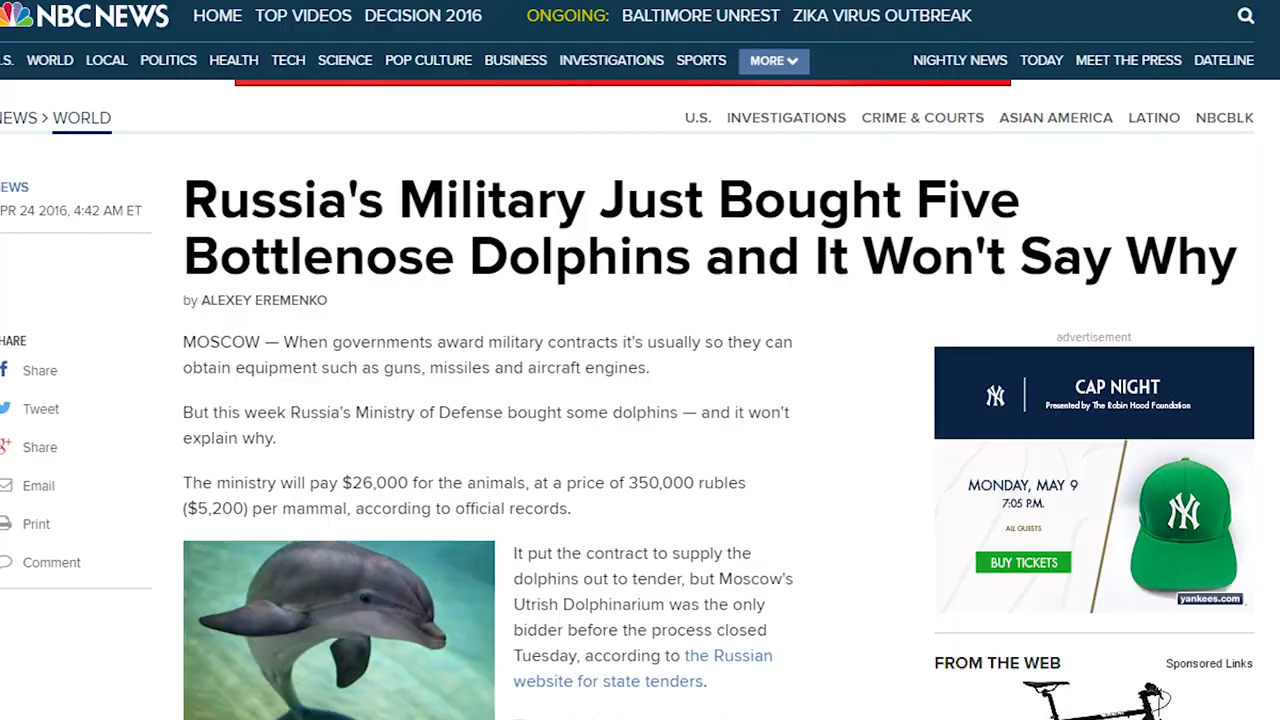 NBC NEWS HOME TOP VIDEOS DECISION 2016 ONGOING: BALTIMORE UNREST ZIKA VIRUS OUTBREAK
.S. WORLD LOCAL POLITICS HEALTH TECH SCIENCE POP CULTURE BUSINESS INVESTIGATIONS SPORTS MORE NIGHTLY NEWS TODAY MEET THE PRESS DATELINE
EWS > WORLD U.S. INVESTIGATIONS CRIME & COURTS ASIAN AMERICA LATINO NBCBLK
EWS
PR 24 2016, 4:42 AM ET
Russia's Military Just Bought Five
Bottlenose Dolphins and It Won't Say Why
by ALEXEY EREMENKO
HARE
Share
Tweet
Share
Email
Print
Comment
MOSCOW — When governments award military contracts it's usually so they can
obtain equipment such as guns, missiles and aircraft engines.
But this week Russia's Ministry of Defense bought some dolphins — and it won't
explain why.
The ministry will pay $26,000 for the animals, at a price of 350,000 rubles
($5,200) per mammal, according to official records.
It put the contract to supply the
dolphins out to tender, but Moscow's
Utrish Dolphinarium was the only
bidder before the process closed
Tuesday, according to the Russian
website for state tenders.
advertisement
NY CAP NIGHT
Presented by The Robin Hood Foundation
MONDAY, MAY 9
7:05 P.M.
ALL GUESTS
BUY TICKETS
NY
yankees.com
FROM THE WEB Sponsored Links